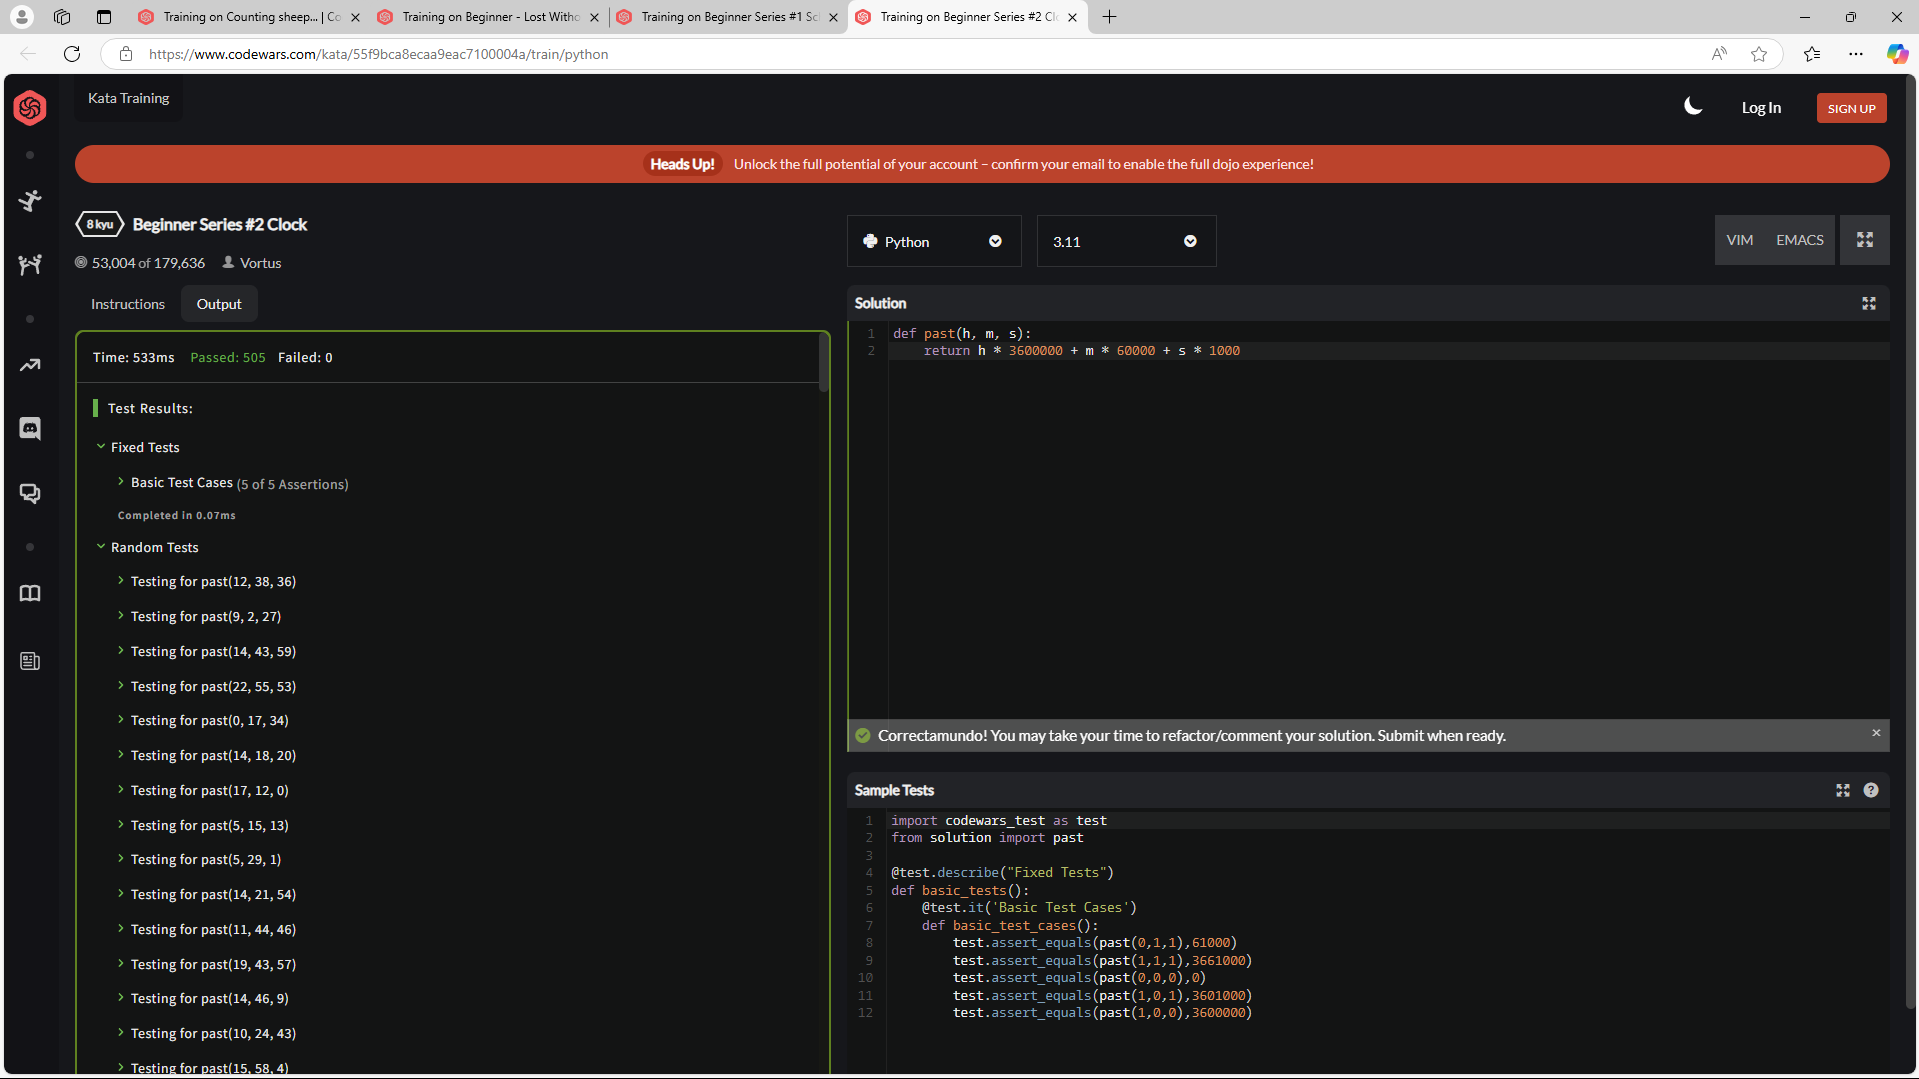 Training on Counting sheep... | Co
Training on Beginner - Lost Witho
Training on Beginner Series #1 Sc
Training on Beginner Series #2 Cl
https://www.codewars.com/kata/55f9bca8ecaa9eac7100004a/train/python
Kata Training
Log In
SIGN UP
Heads Up! Unlock the full potential of your account – confirm your email to enable the full dojo experience!
8 kyu Beginner Series #2 Clock
53,004 of 179,636 Vortus
Python
3.11
VIM EMACS
Instructions Output
Time: 533ms Passed: 505 Failed: 0
Test Results:
Fixed Tests
Basic Test Cases (5 of 5 Assertions)
Completed in 0.07ms
Random Tests
Testing for past(12, 38, 36)
Testing for past(9, 2, 27)
Testing for past(14, 43, 59)
Testing for past(22, 55, 53)
Testing for past(0, 17, 34)
Testing for past(14, 18, 20)
Testing for past(17, 12, 0)
Testing for past(5, 15, 13)
Testing for past(5, 29, 1)
Testing for past(14, 21, 54)
Testing for past(11, 44, 46)
Testing for past(19, 43, 57)
Testing for past(14, 46, 9)
Testing for past(10, 24, 43)
Testing for past(15, 58, 4)
Solution
1 def past(h, m, s):
2     return h * 3600000 + m * 60000 + s * 1000
Correctamundo! You may take your time to refactor/comment your solution. Submit when ready.
Sample Tests
1 import codewars_test as test
2 from solution import past
3
4 @test.describe("Fixed Tests")
5 def basic_tests():
6     @test.it('Basic Test Cases')
7     def basic_test_cases():
8         test.assert_equals(past(0,1,1),61000)
9         test.assert_equals(past(1,1,1),3661000)
10         test.assert_equals(past(0,0,0),0)
11         test.assert_equals(past(1,0,1),3601000)
12         test.assert_equals(past(1,0,0),3600000)